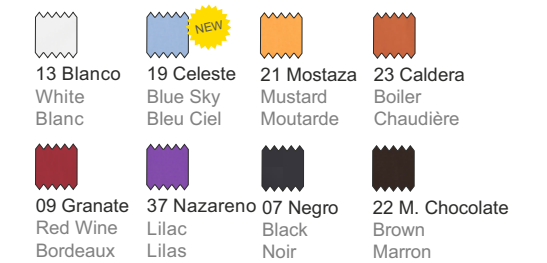 NEW
13 Blanco
White
Blanc
19 Celeste
Blue Sky
Bleu Ciel
21 Mostaza
Mustard
Moutarde
23 Caldera
Boiler
Chaudière
09 Granate
Red Wine
Bordeaux
37 Nazareno
Lilac
Lilas
07 Negro
Black
Noir
22 M. Chocolate
Brown
Marron